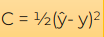 C = ½(ŷ- y)²